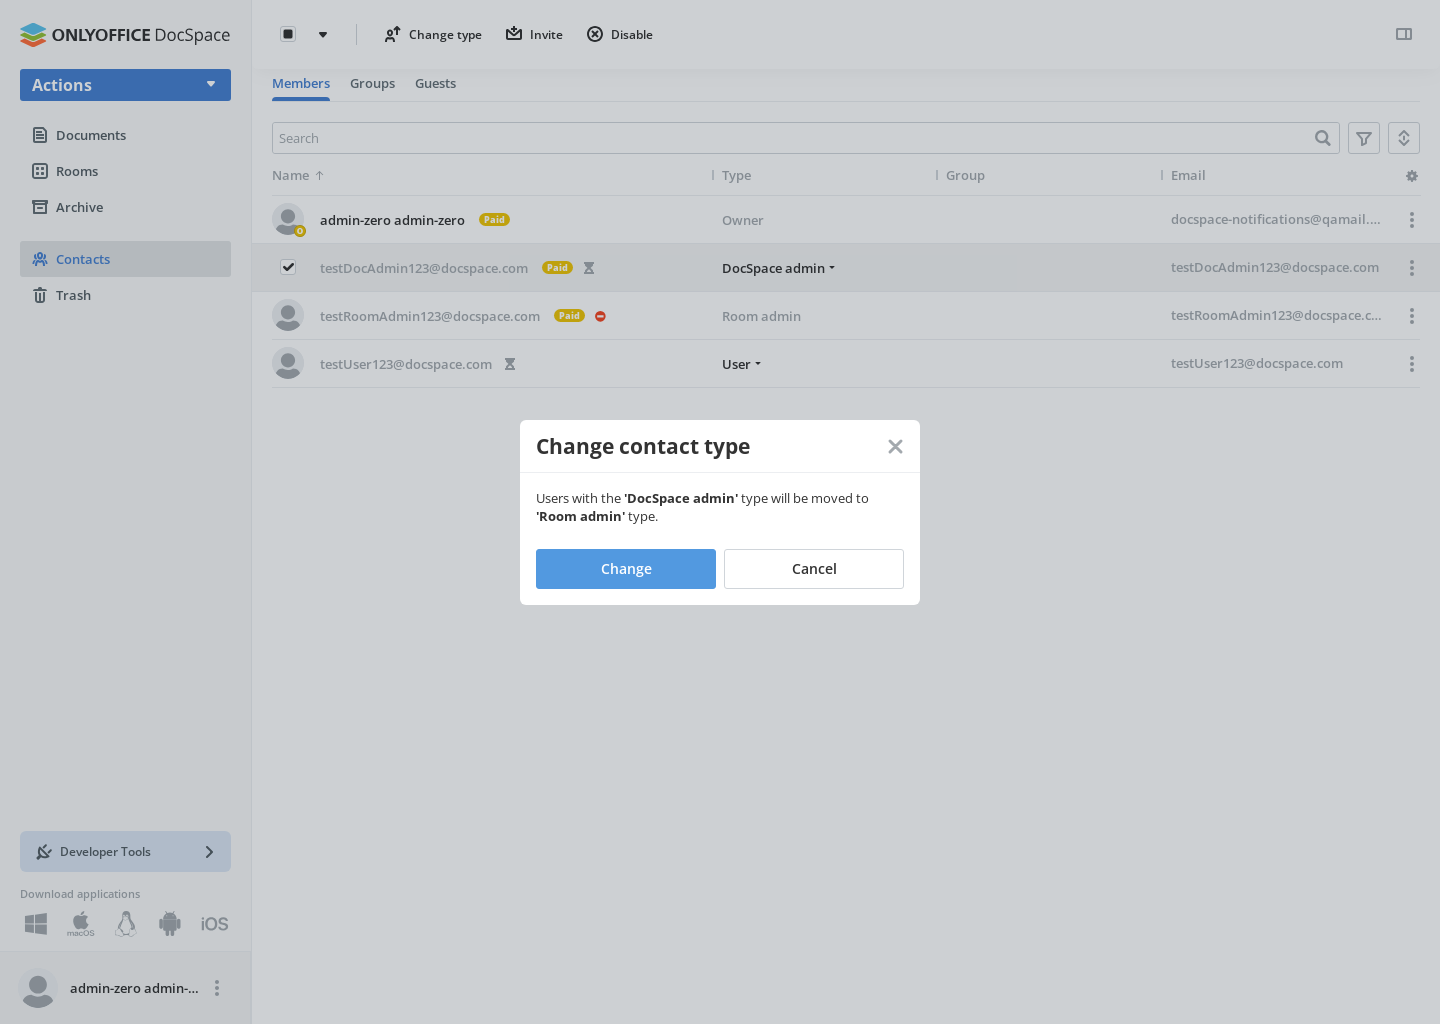 ONLYOFFICE DocSpace
Change type
Invite
Disable
Actions
Members
Groups
Guests
Documents
Rooms
Archive
Contacts
Trash
Search
Name
Type
Group
Email
admin-zero admin-zero Paid Owner docspace-notifications@qamail....
testDocAdmin123@docspace.com Paid DocSpace admin testDocAdmin123@docspace.com
testRoomAdmin123@docspace.com Paid Room admin testRoomAdmin123@docspace.c...
testUser123@docspace.com User testUser123@docspace.com
Change contact type
Users with the 'DocSpace admin' type will be moved to
'Room admin' type.
Change
Cancel
Developer Tools
Download applications
macOS
iOS
admin-zero admin-...